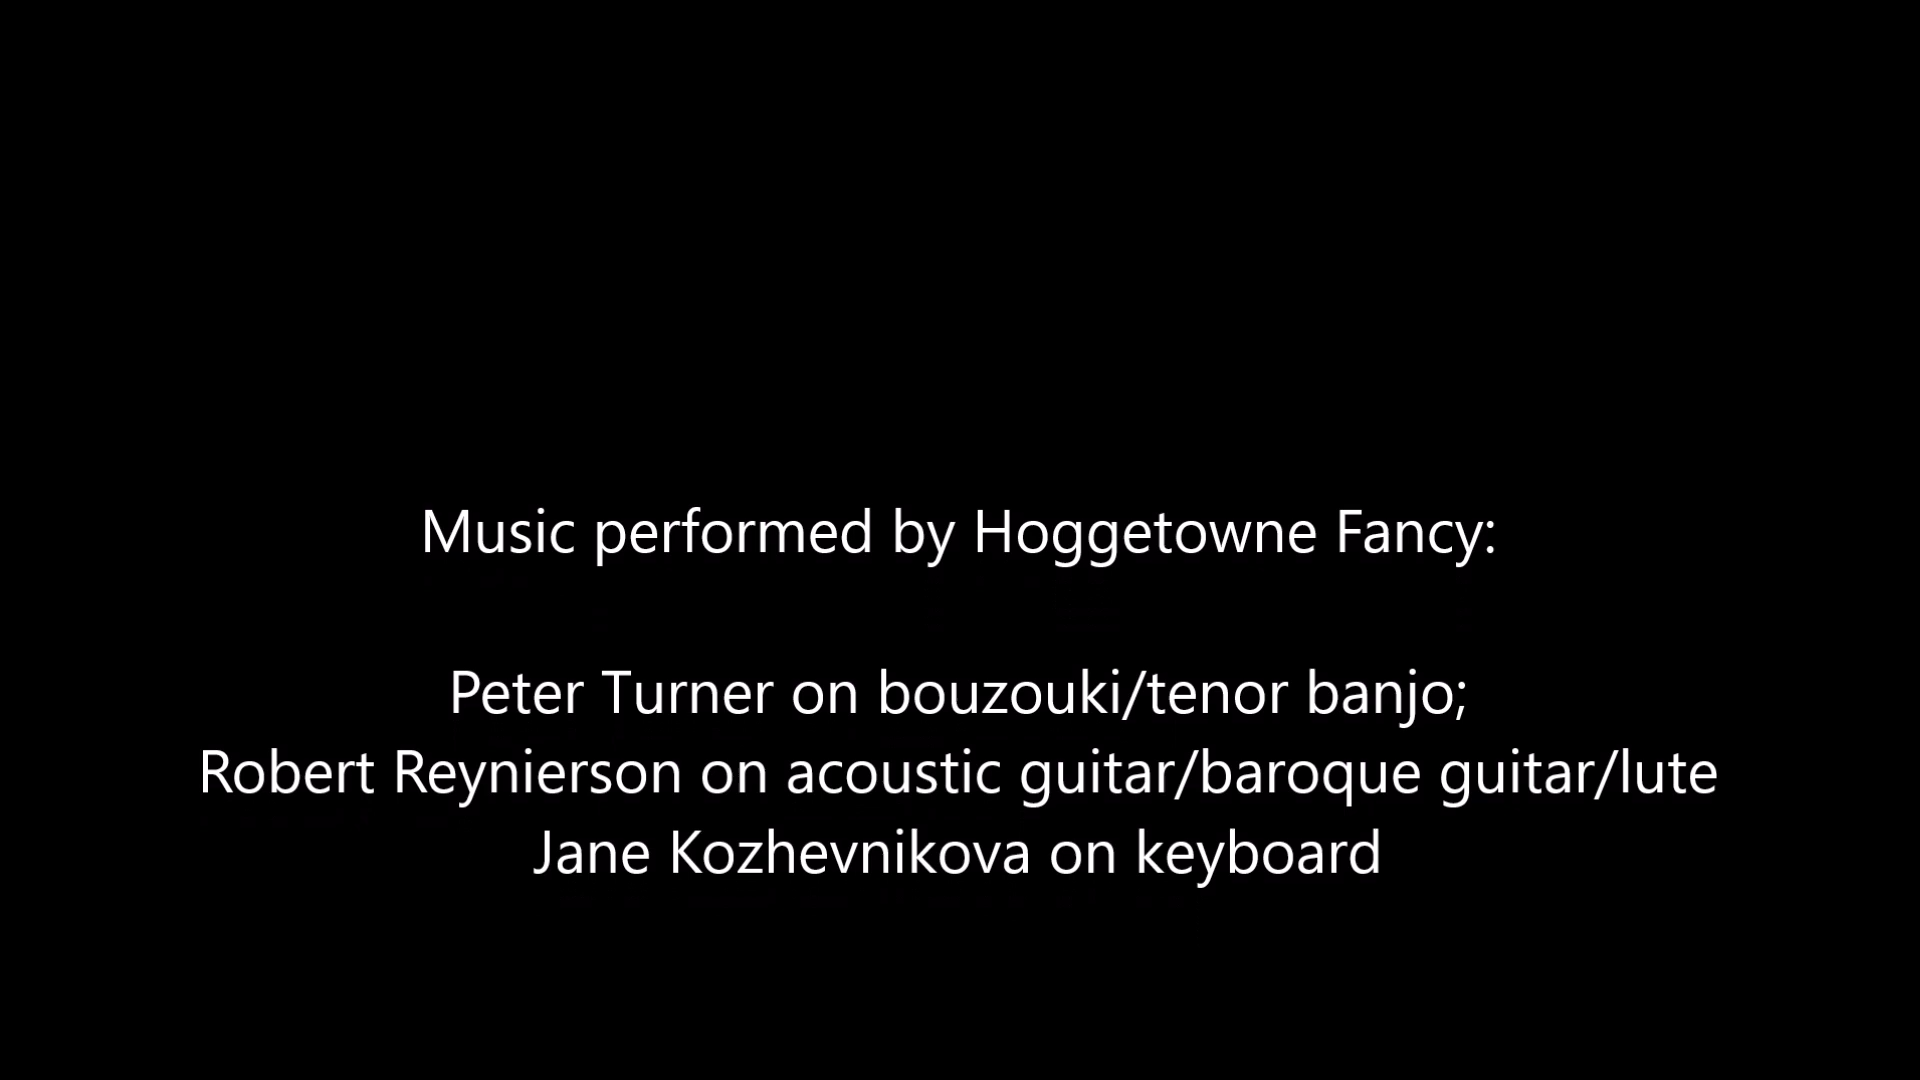 Music performed by Hoggetowne Fancy:
Peter Turner on bouzouki/tenor banjo;
Robert Reynierson on acoustic guitar/baroque guitar/lute
Jane Kozhevnikova on keyboard